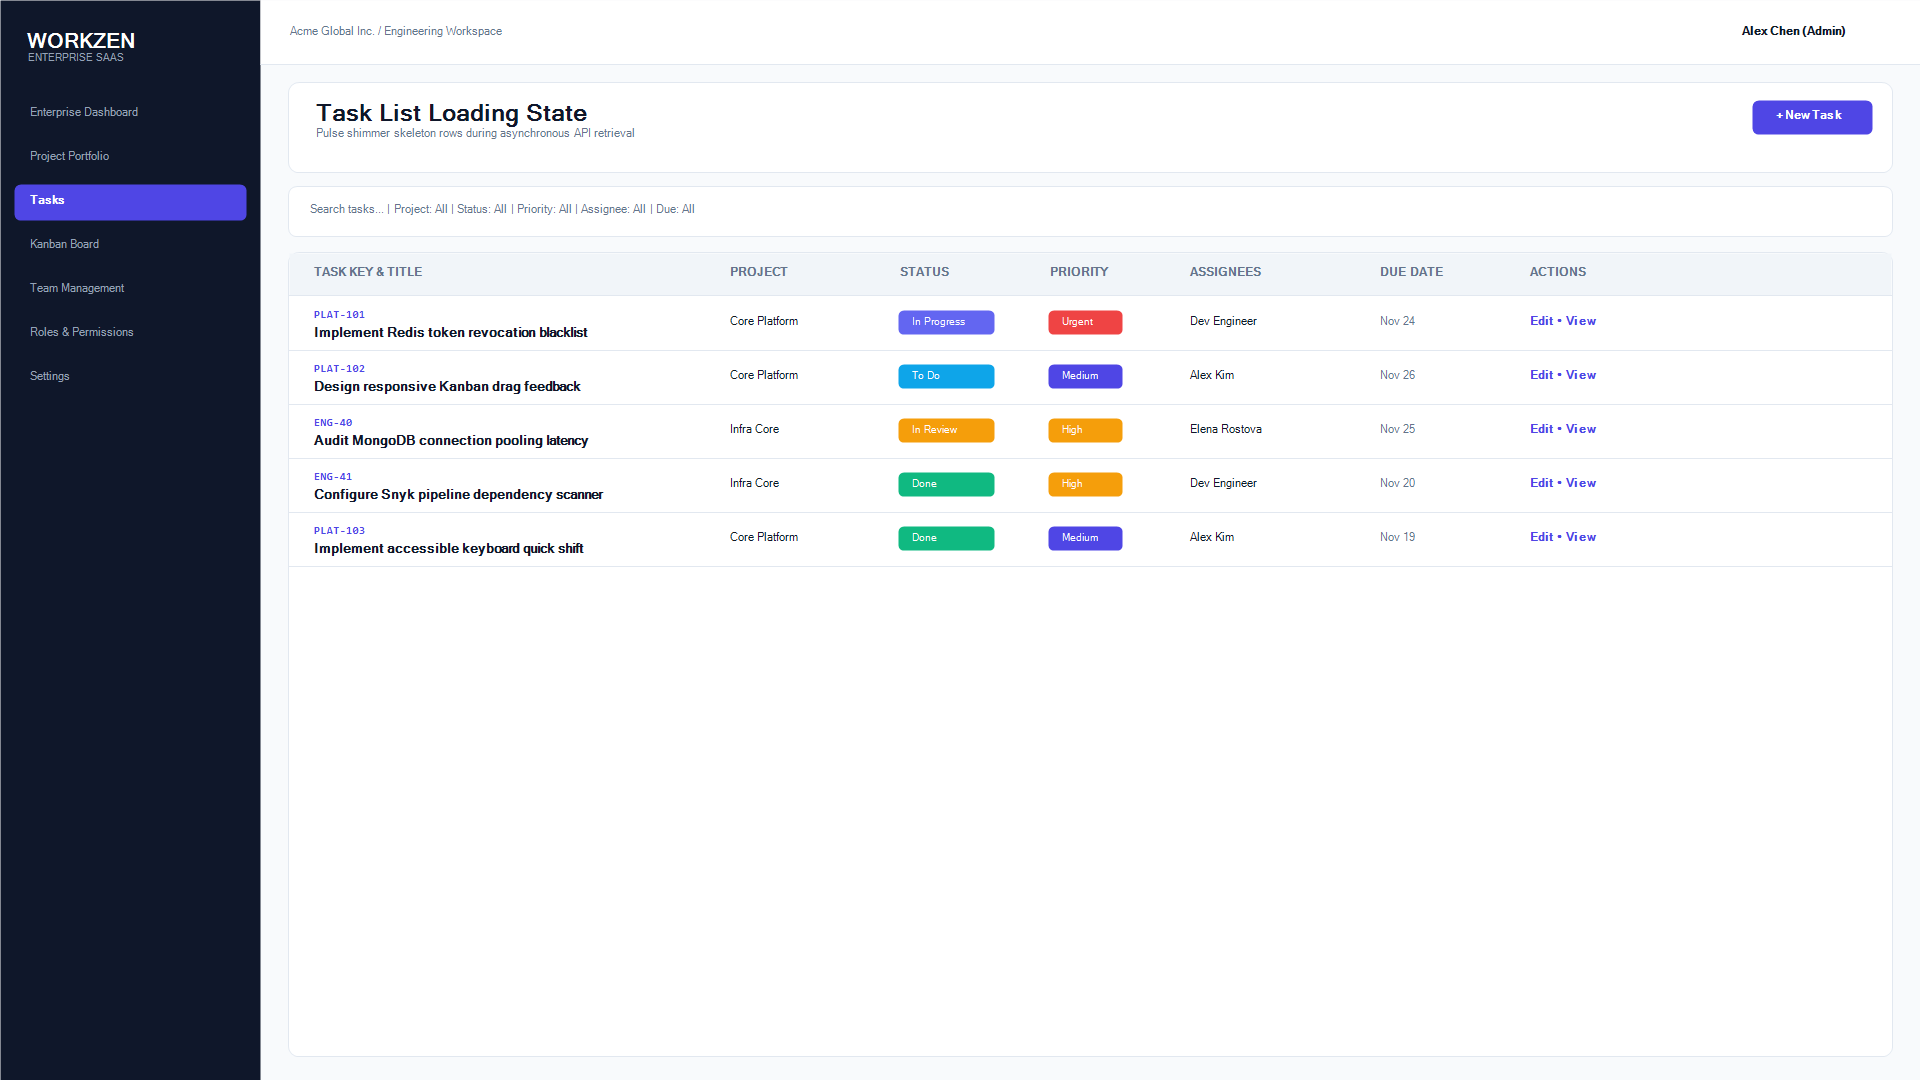 WORKZEN
ENTERPRISE SAAS
Enterprise Dashboard
Project Portfolio
Tasks
Kanban Board
Team Management
Roles & Permissions
Settings
Acme Global Inc. / Engineering Workspace
Alex Chen (Admin)
Task List Loading State
Pulse shimmer skeleton rows during asynchronous API retrieval
+ New Task
Search tasks... | Project: All | Status: All | Priority: All | Assignee: All | Due: All
TASK KEY & TITLE PROJECT STATUS PRIORITY ASSIGNEES DUE DATE ACTIONS
PLAT-101
Implement Redis token revocation blacklist Core Platform In Progress Urgent Dev Engineer Nov 24 Edit • View
PLAT-102
Design responsive Kanban drag feedback Core Platform To Do Medium Alex Kim Nov 26 Edit • View
ENG-40
Audit MongoDB connection pooling latency Infra Core In Review High Elena Rostova Nov 25 Edit • View
ENG-41
Configure Snyk pipeline dependency scanner Infra Core Done High Dev Engineer Nov 20 Edit • View
PLAT-103
Implement accessible keyboard quick shift Core Platform Done Medium Alex Kim Nov 19 Edit • View